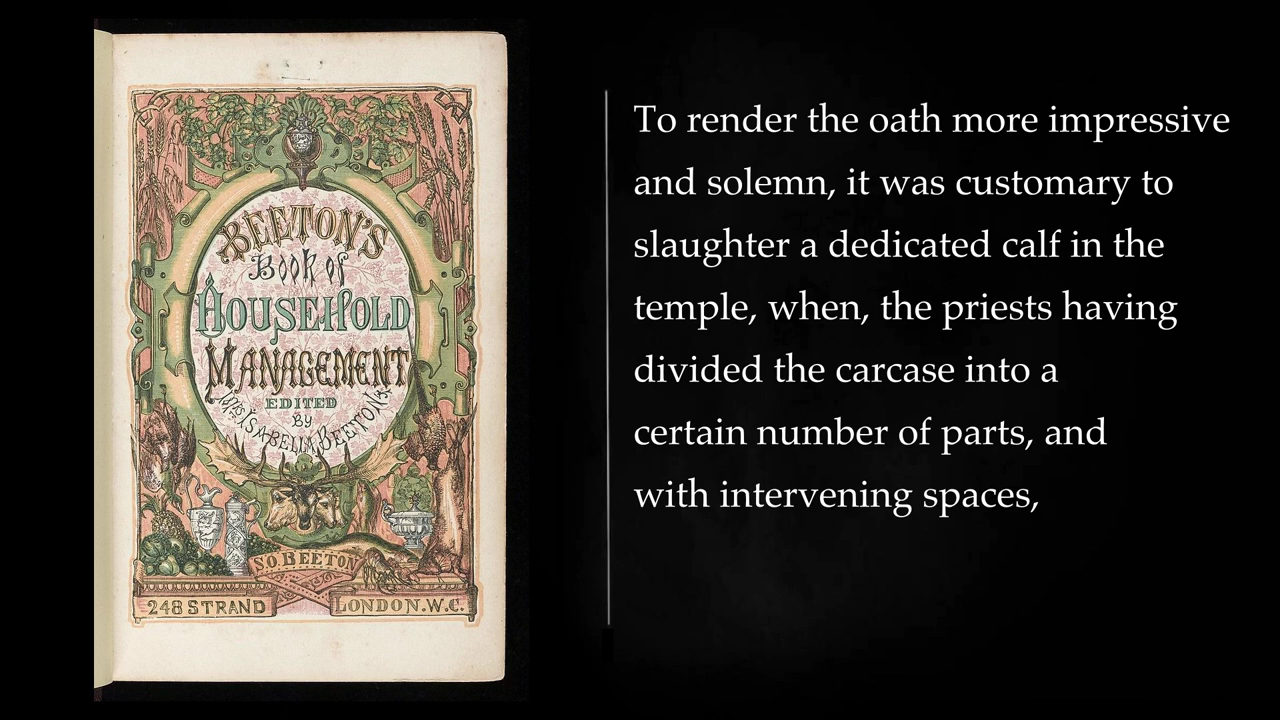 BEETON'S
Book of
HOUSEHOLD
MANAGEMENT
EDITED
BY
MRS ISABELLA BEETON
S.O. BEETON
248 STRAND
LONDON. W.C.
To render the oath more impressive
and solemn, it was customary to
slaughter a dedicated calf in the
temple, when, the priests having
divided the carcase into a
certain number of parts, and
with intervening spaces,